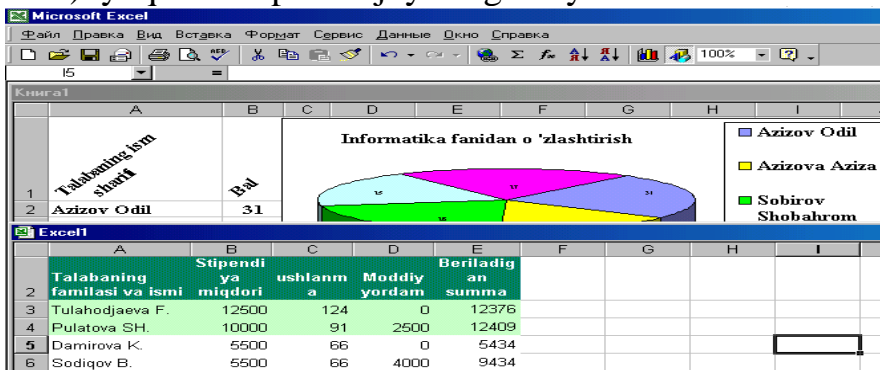 Microsoft Excel
Файл Правка Вид Вставка Формат Сервис Данные Окно Справка
100%
I5 =
Книга1
A B C D E F G H I
Informatika fanidan o 'zlashtirish
Azizov Odil
Azizova Aziza
Sobirov
Shobahrom
Talabaning ism
sharifi
Bal
1
2 Azizov Odil 31
15 17 31
18
Excel1
A B C D E F G H I
Stipendi Beriladig
Talabaning ya ushlanm Moddiy an
2 familasi va ismi miqdori a yordam summa
3 Tulahodjaeva F. 12500 124 0 12376
4 Pulatova SH. 10000 91 2500 12409
5 Damirova K. 5500 66 0 5434
6 Sodiqov B. 5500 66 4000 9434